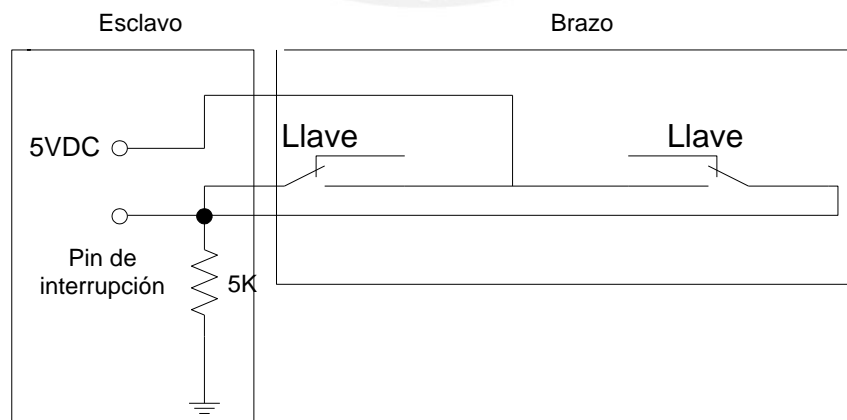 Esclavo
Brazo
5VDC
Llave
Llave
Pin de
interrupción
5K